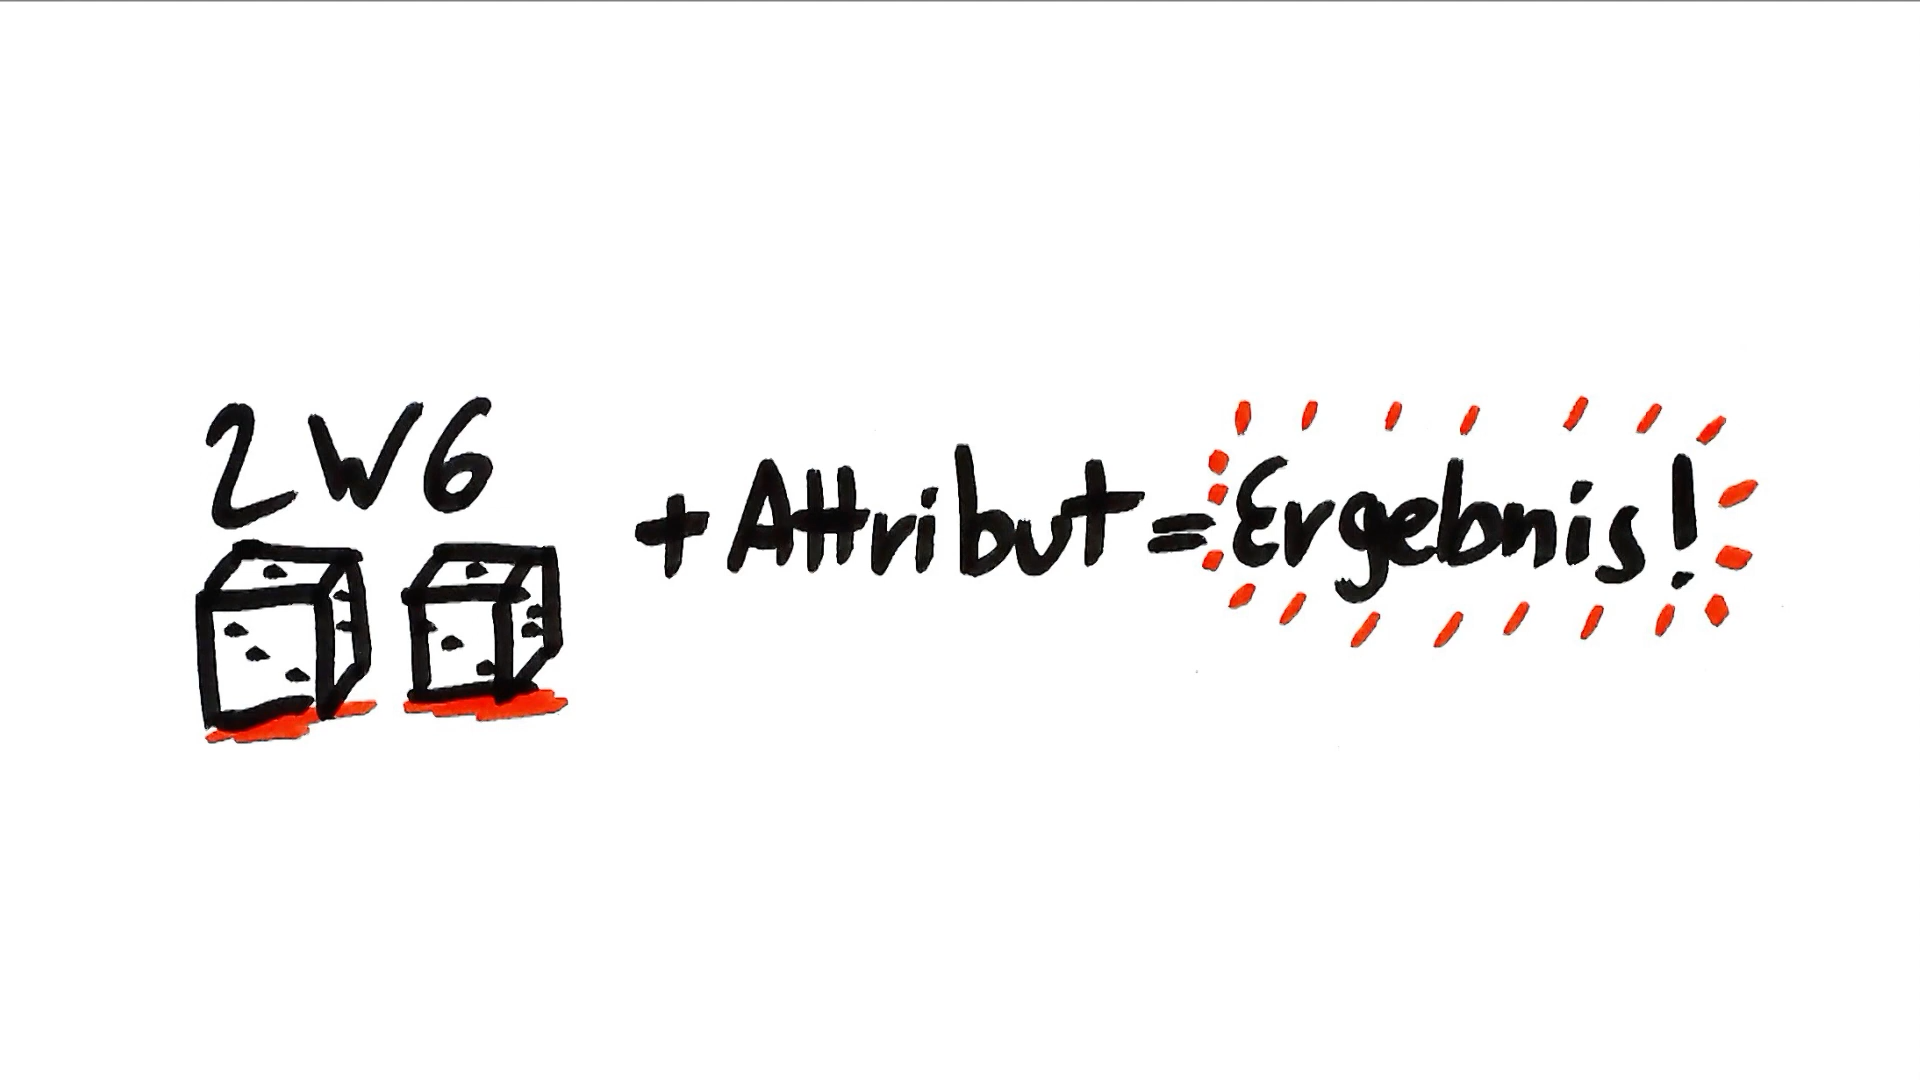 2W6
+ Attribut = Ergebnis!